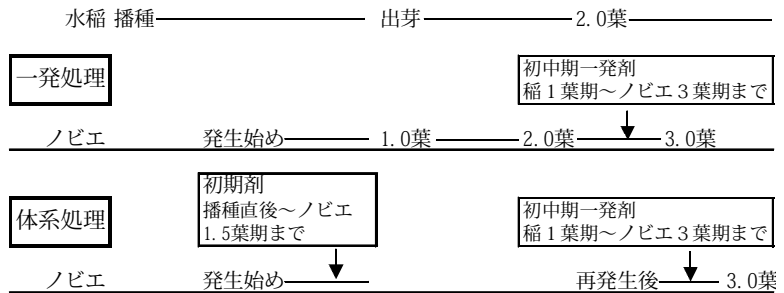 水稲 播種 出芽 2.0葉
一発処理
初中期一発剤
稲１葉期～ノビエ３葉期まで
ノビエ 発生始め 1.0葉 2.0葉 3.0葉
体系処理
初期剤
播種直後～ノビエ
1.5葉期まで
初中期一発剤
稲１葉期～ノビエ３葉期まで
ノビエ 発生始め 再発生後 3.0葉